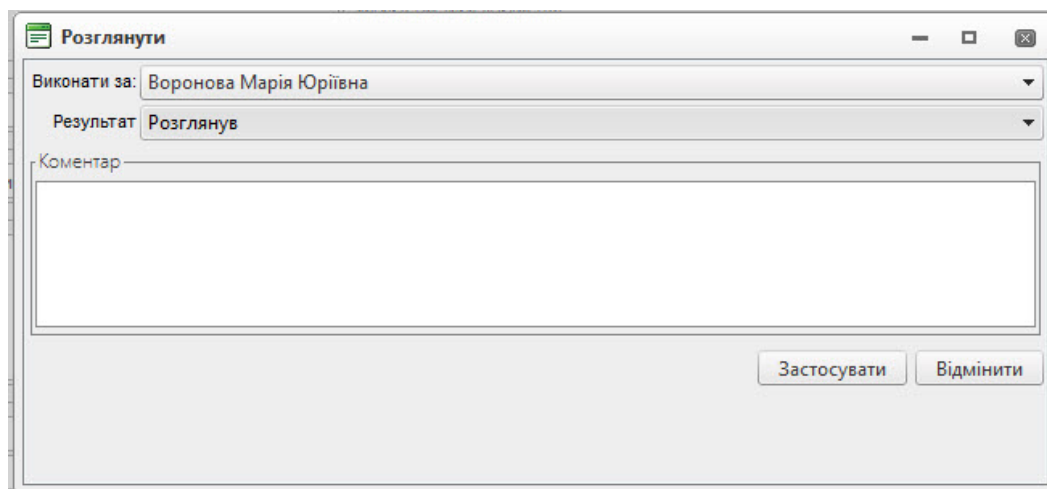 Розглянути
Виконати за: Воронова Марія Юріївна
Результат Розглянув
Коментар
Застосувати Відмінити